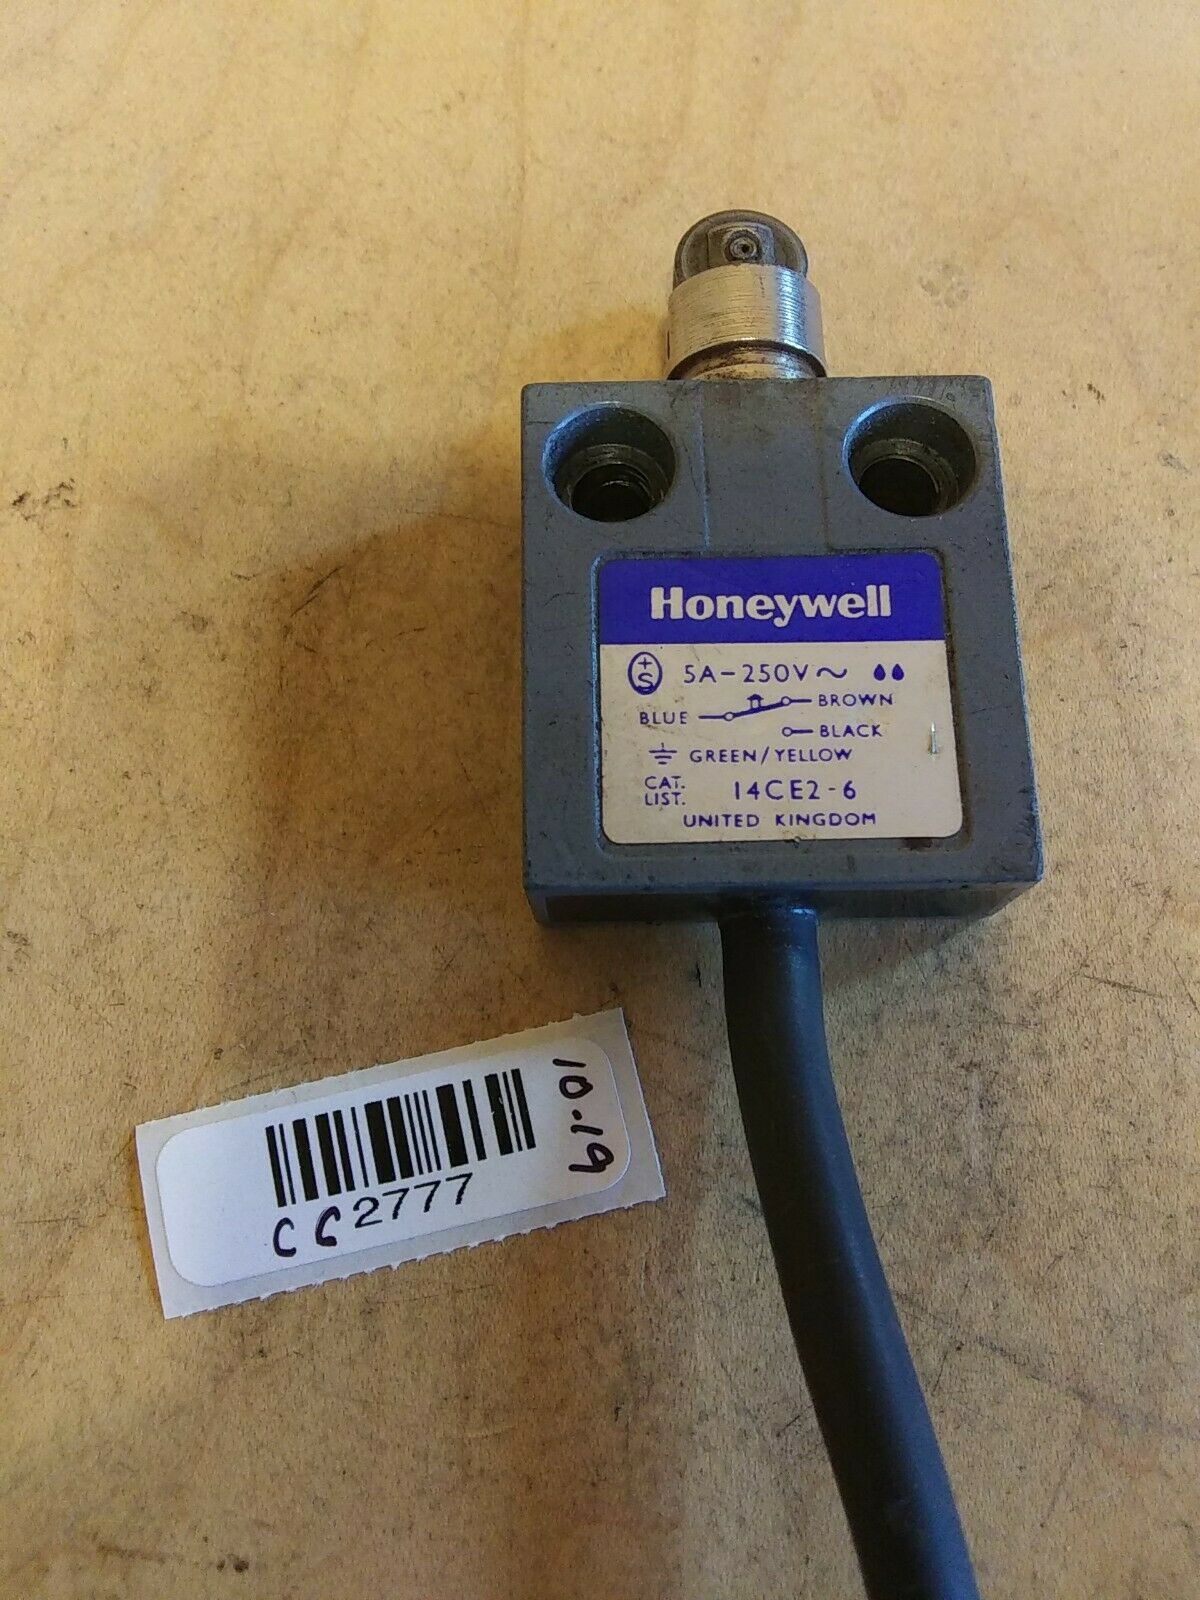 Honeywell
+S 5A-250V~
BROWN
BLUE
BLACK
GREEN/YELLOW
CAT. LIST. 14CE2-6
UNITED KINGDOM
10.19
CC2777